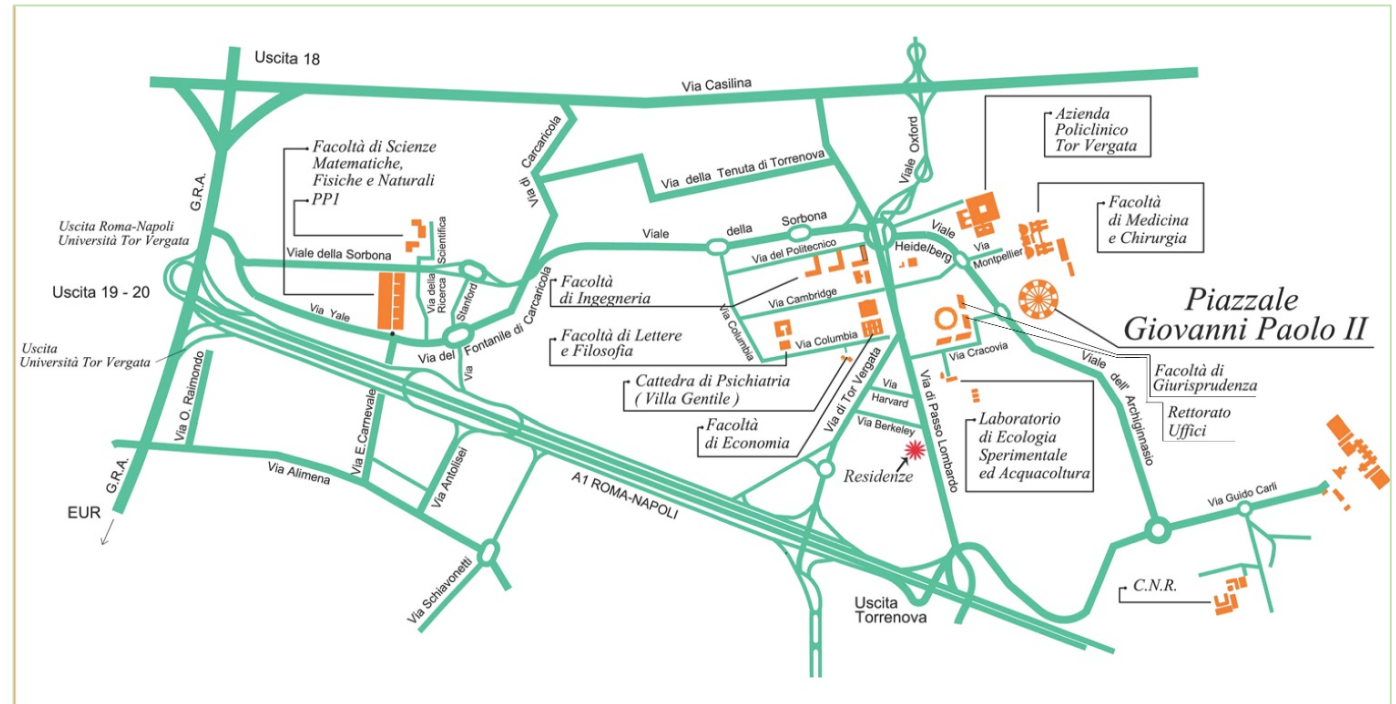 Uscita 18
Via Casilina
G.R.A.
Facoltà di Scienze
Matematiche,
Fisiche e Naturali
PP1
Via di Carcaricola
Via della Tenuta di Torrenova
Viale Oxford
Azienda
Policlinico
Tor Vergata
Facoltà
di Medicina
e Chirurgia
Uscita Roma-Napoli
Università Tor Vergata
Viale della Sorbona
Via della
Ricerca
Scientifica
Stanford
Viale della Sorbona
Via del Politecnico
Viale
Heidelberg
Via
Montpellier
Uscita 19 - 20
Via Yale
Via del Fontanile di Carcaricola
Via
Facoltà
di Ingegneria
Via Cambridge
Piazzale
Giovanni Paolo II
Uscita
Università Tor Vergata
Facoltà di Lettere
e Filosofia
Via Columbia
Via Columbia
Via Cracovia
Viale dell' Archiginnasio
Facoltà di
Giurisprudenza
Rettorato
Uffici
Cattedra di Psichiatria
( Villa Gentile )
Via di Tor Vergata
Via
Harvard
Via di Passo Lombardo
Facoltà
di Economia
Via Berkeley
Laboratorio
di Ecologia
Sperimentale
ed Acquacoltura
Residenze
Via O. Raimondo
Via E.Carnevale
Via Antolisei
Via Alimena
G.R.A.
EUR
A1 ROMA-NAPOLI
Via Guido Carli
Via Schiavonetti
Uscita
Torrenova
C.N.R.